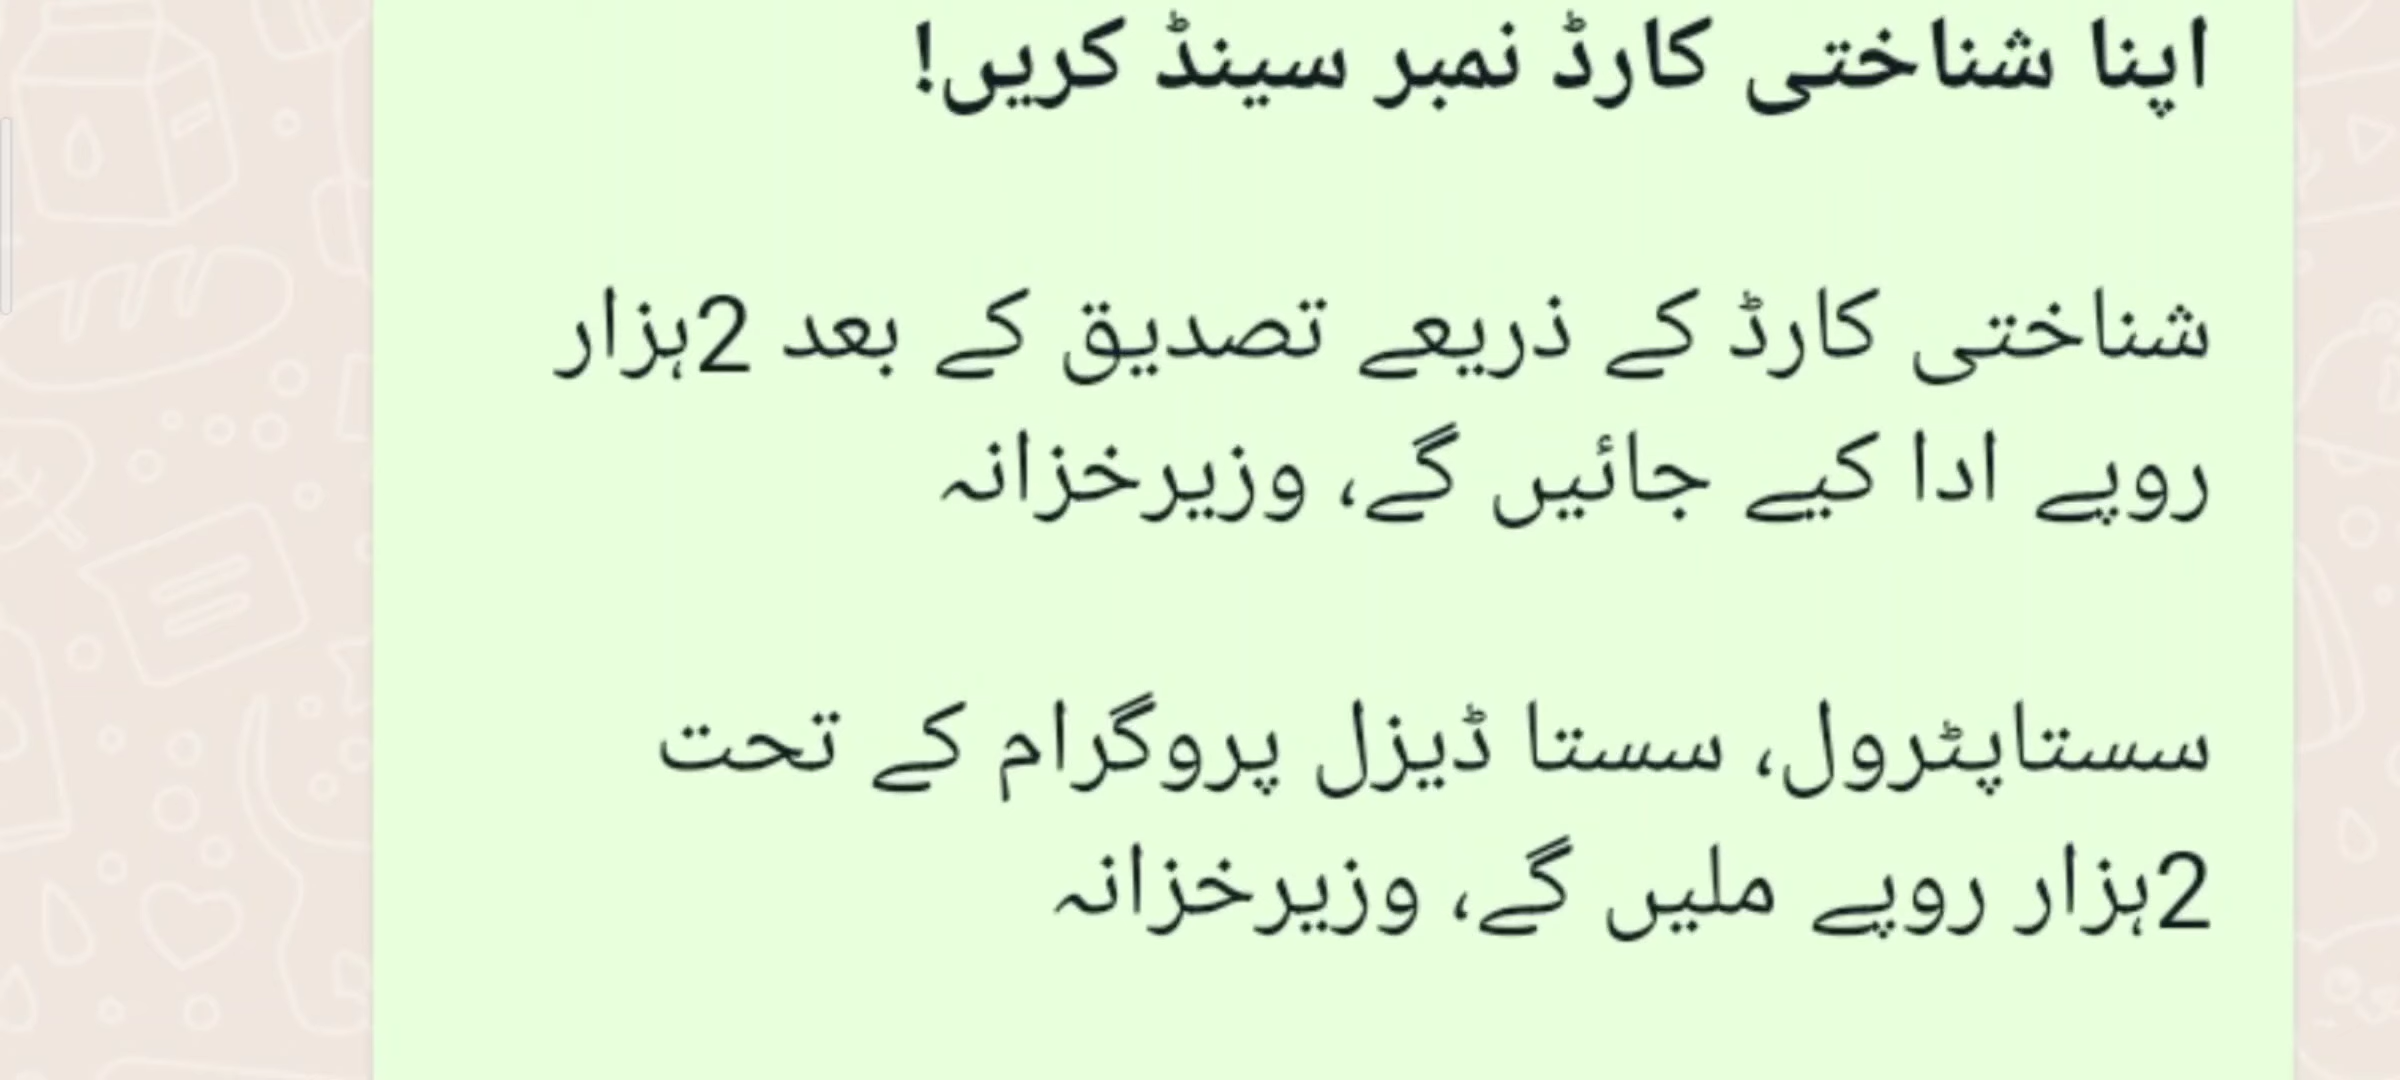 اپنا شناختی کارڈ نمبر سینڈ کریں!
شناختی کارڈ کے ذریعے تصدیق کے بعد 2ہزار
روپے ادا کیے جائیں گے، وزیرخزانہ
سستاپٹرول، سستا ڈیزل پروگرام کے تحت
2ہزار روپے ملیں گے، وزیرخزانہ